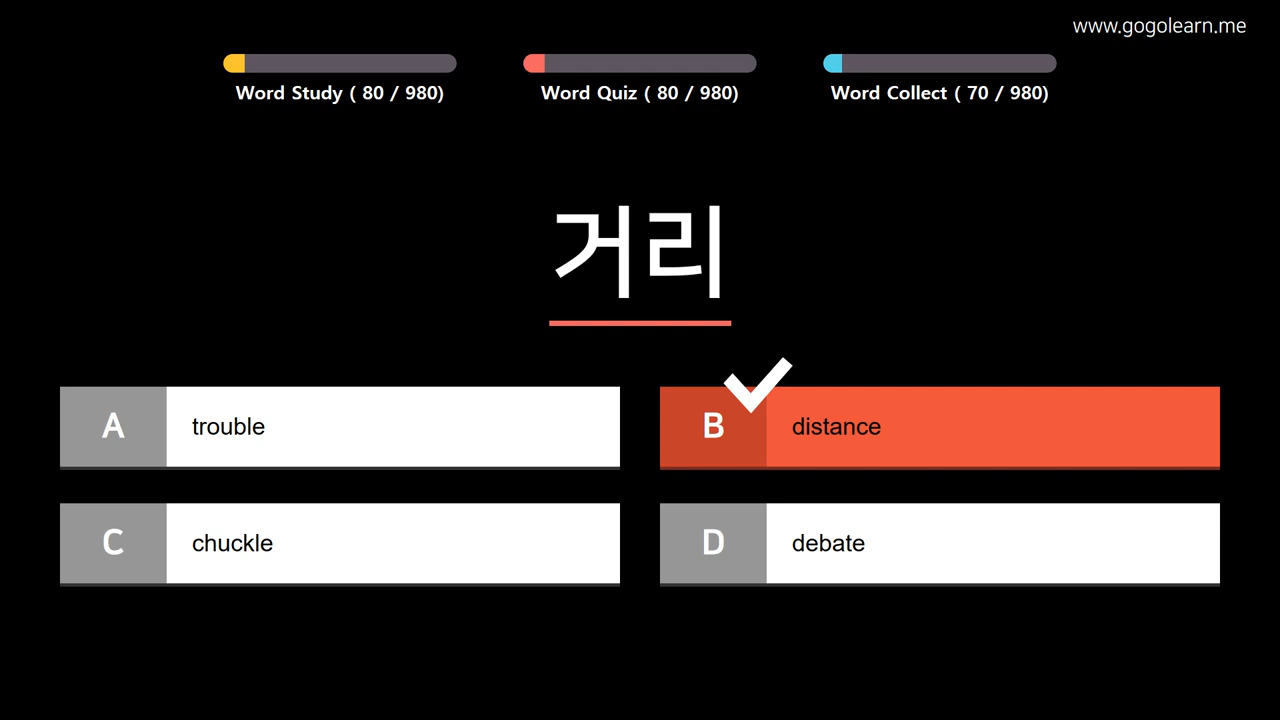 www.gogolearn.me
Word Study ( 80 / 980)
Word Quiz ( 80 / 980)
Word Collect ( 70 / 980)
거리
A
trouble
B
distance
C
chuckle
D
debate